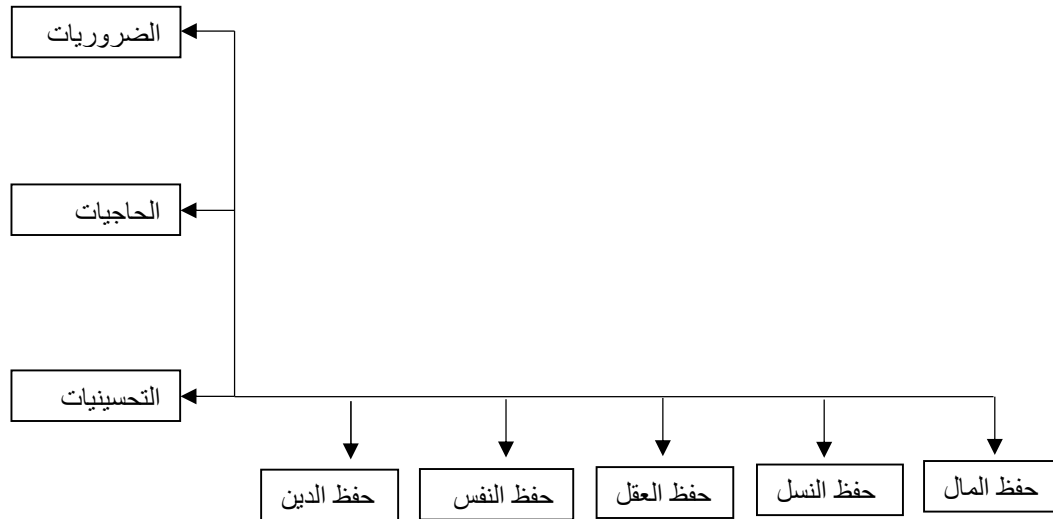 الضروريات
الحاجيات
التحسينيات
حفظ المال
حفظ النسل
حفظ العقل
حفظ النفس
حفظ الدين